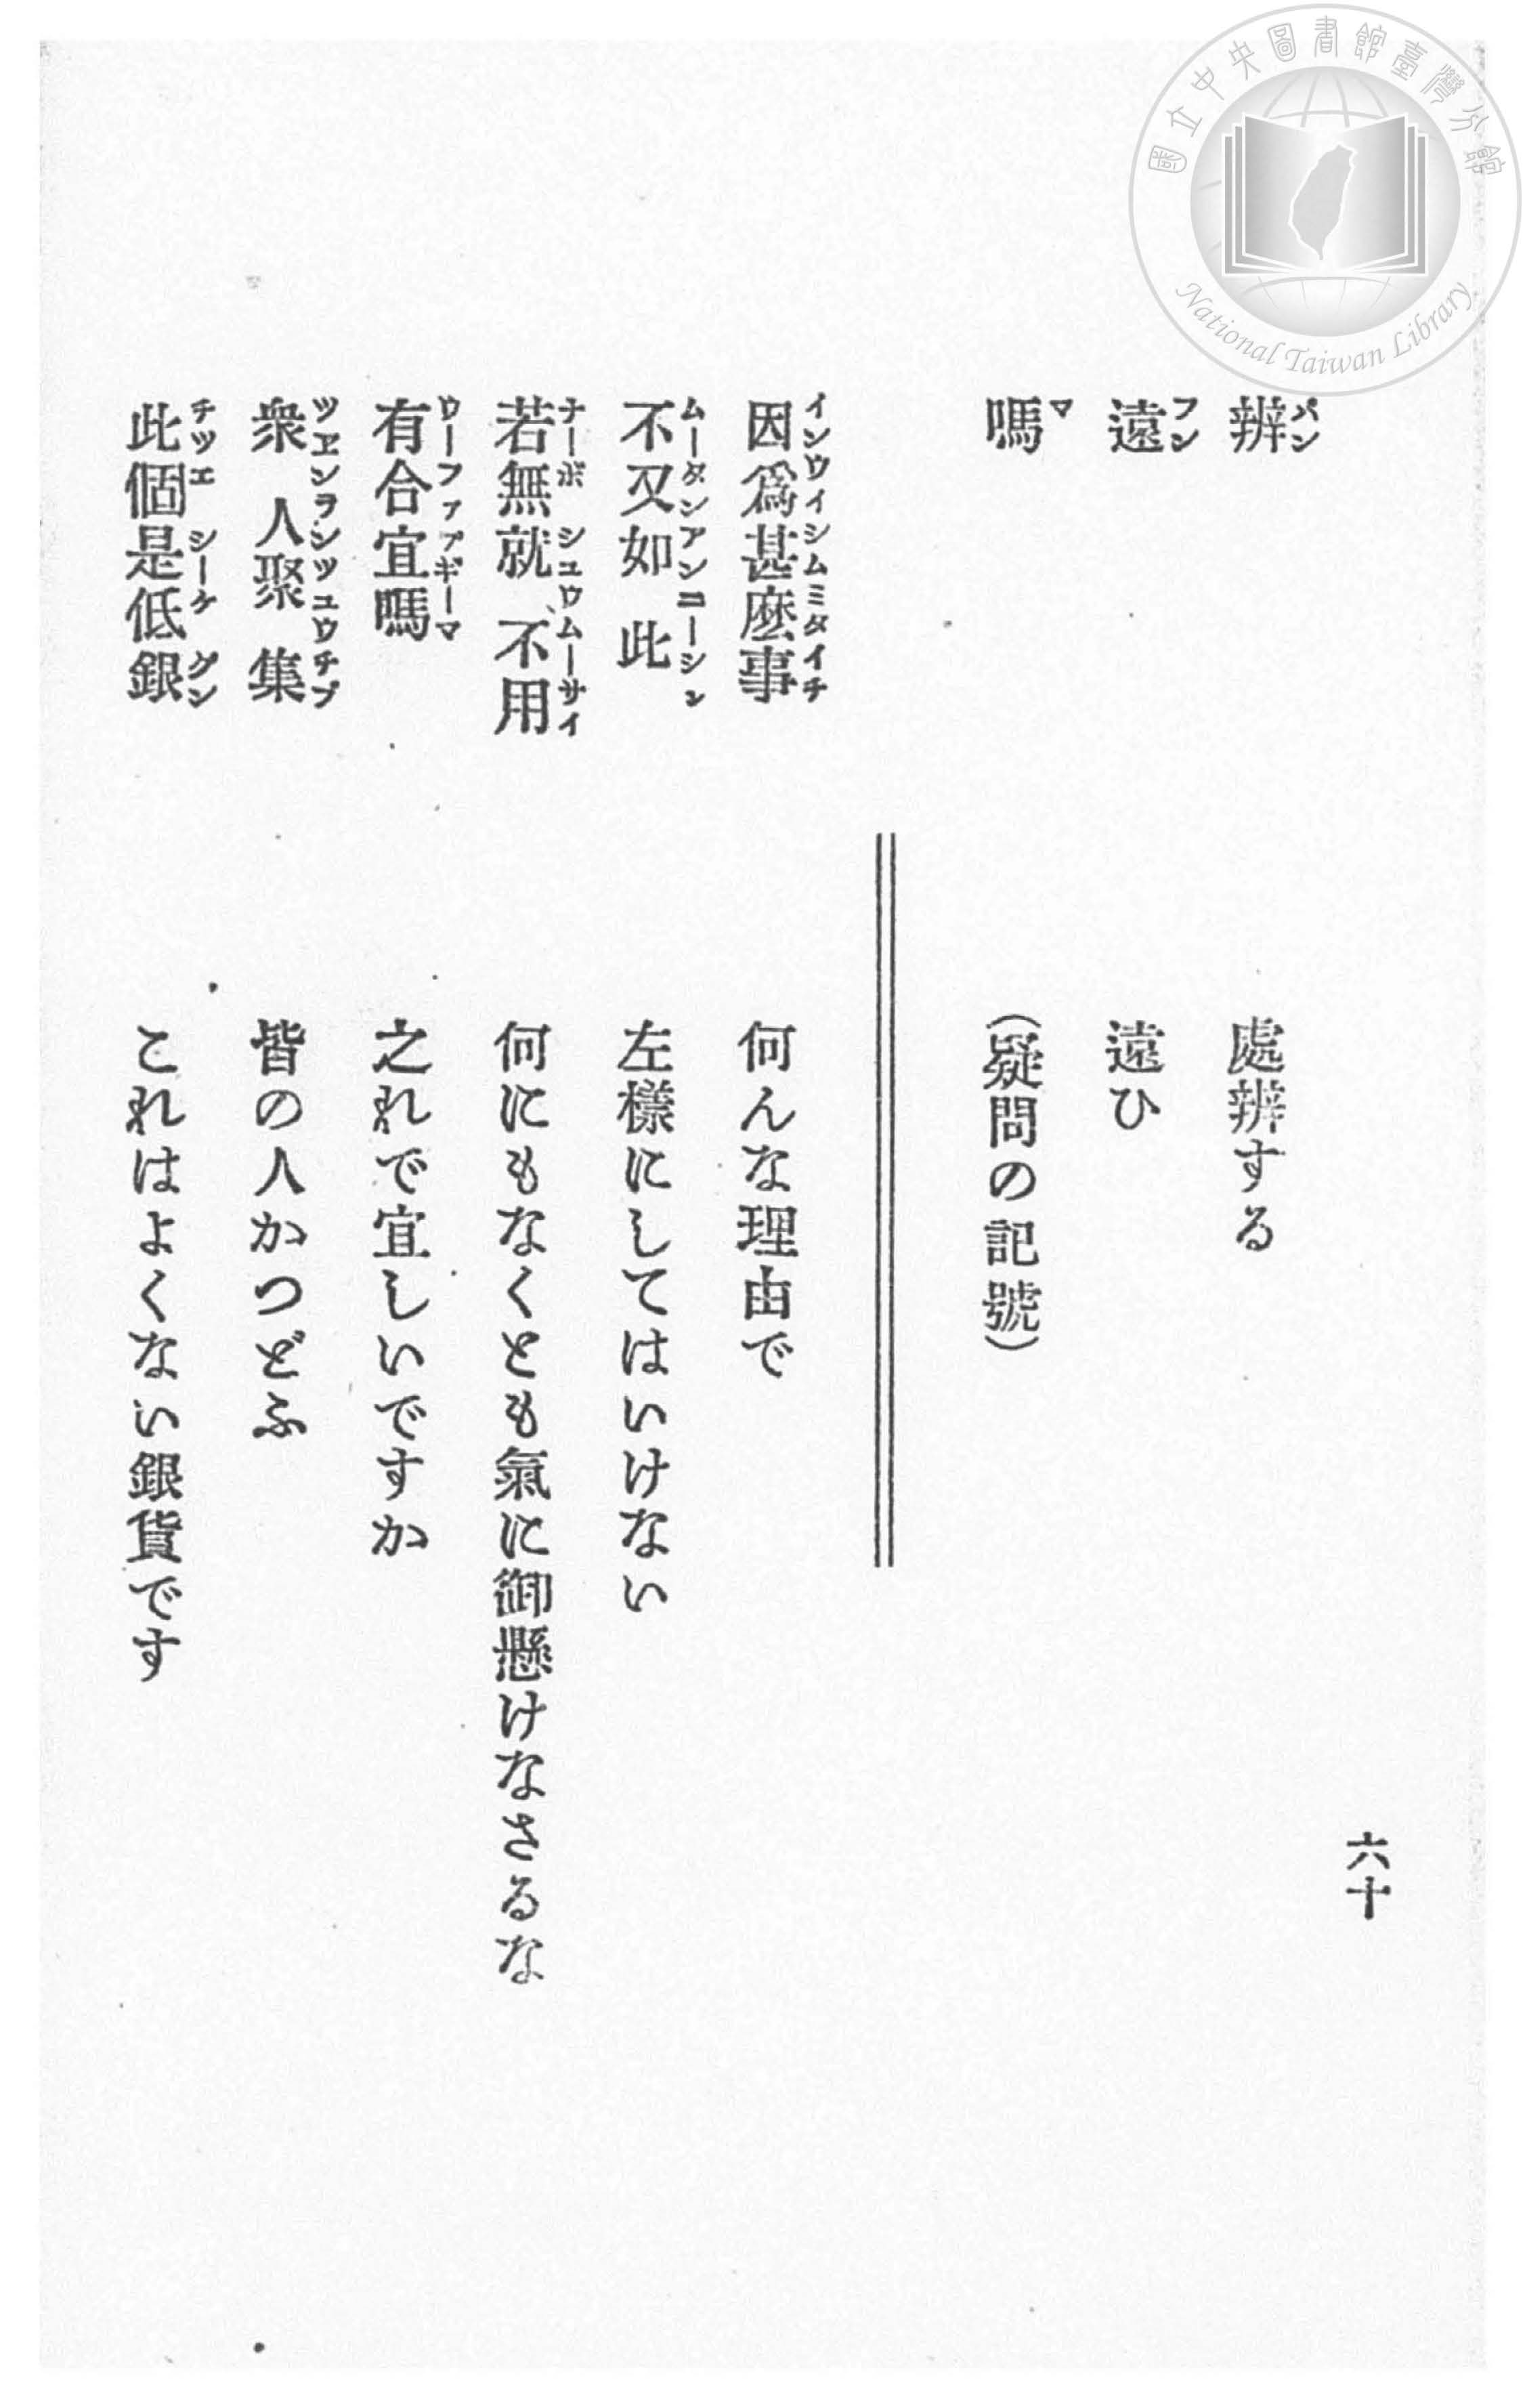 國立中央圖書館臺灣分館
National Taiwan Library
六十
辨 パン 處辨する
遠 フン 遠ひ
嗎 マ (疑問の記號)
因爲甚麼事 インウイシムミタイチ 何んな理由で
不又如此 ムータンアンコーシン 左樣にしてはいけない
若無就、不用 ナーボ シユウムーサイ 何にもなくとも氣に御懸けなさるな
有合宜嗎 ウーフアアギーマ 之れで宜しいですか
衆人聚集 ツエンランツユウチプ 皆の人かつどふ
此個是低銀 チツエ シーケ グン これはよくない銀貨です